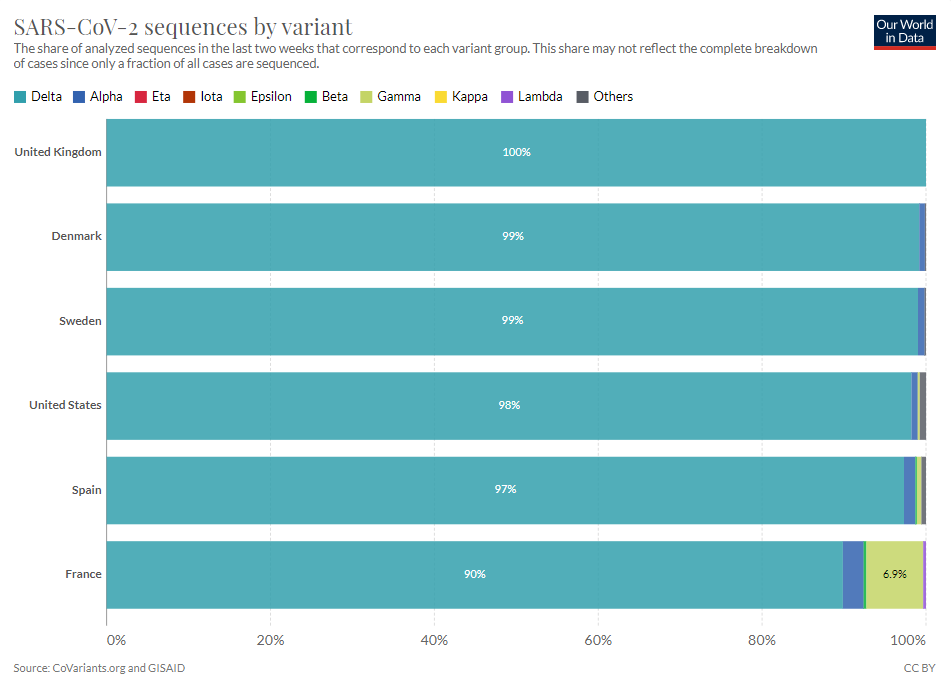 SARS-CoV-2 sequences by variant
Our World
in Data
The share of analyzed sequences in the last two weeks that correspond to each variant group. This share may not reflect the complete breakdown
of cases since only a fraction of all cases are sequenced.
Delta Alpha Eta Iota Epsilon Beta Gamma Kappa Lambda Others
United Kingdom 100%
Denmark 99%
Sweden 99%
United States 98%
Spain 97%
France 90% 6.9%
0% 20% 40% 60% 80% 100%
Source: CoVariants.org and GISAID CC BY